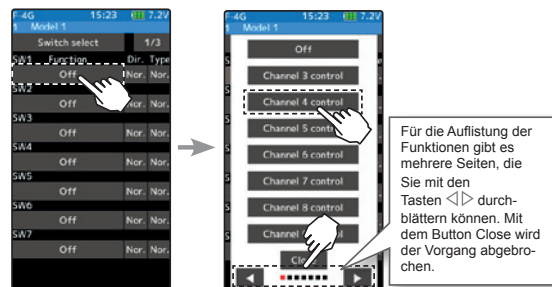 F-4G 15:23 7.2V
1 Model 1
Switch select 1/3
SW1 Function Dir. Type
Off Nor. Nor.
SW2
Off Nor. Nor.
SW3
Off Nor. Nor.
SW4
Off Nor. Nor.
SW5
Off Nor. Nor.
SW6
Off Nor. Nor.
SW7
Off Nor. Nor.
F-4G 15:23 7.2V
1 Model 1
Off
Channel 3 control
Channel 4 control
Channel 5
Channel 6 control
Channel 7 control
Channel 8 control
Channel
Für die Auflistung der
Funktionen gibt es
mehrere Seiten, die
Sie mit den
Tasten ◁▷ durch-
blättern können. Mit
dem Button Close wird
der Vorgang abgebro-
chen.